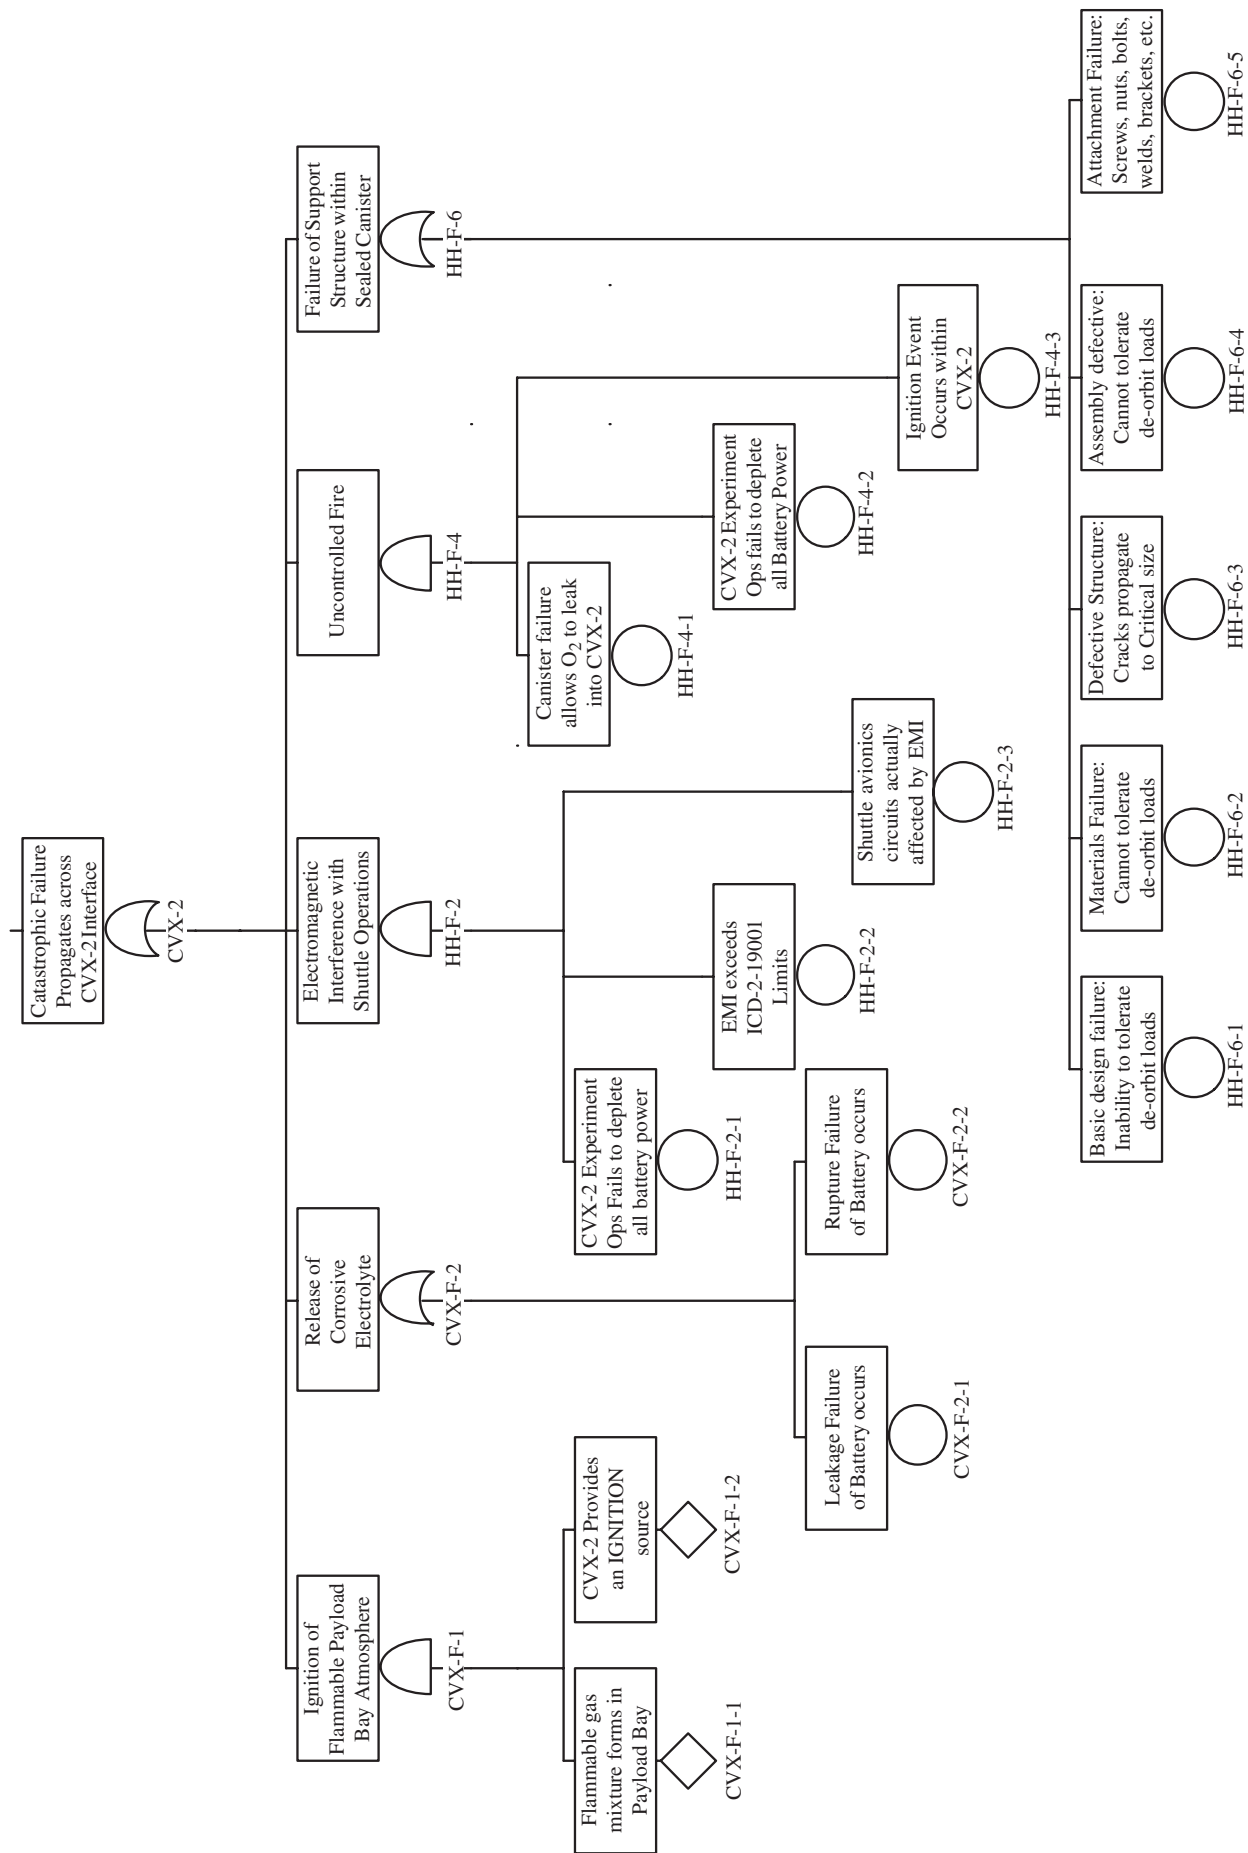 Catastrophic Failure
Propagates across
CVX-2 Interface
CVX-2
Ignition of
Flammable Payload
Bay Atmosphere
CVX-F-1
Release of
Corrosive
Electrolyte
CVX-F-2
Electromagnetic
Interference with
Shuttle Operations
HH-F-2
Uncontrolled Fire
HH-F-4
Failure of Support
Structure within
Sealed Canister
HH-F-6
Flammable gas
mixture forms in
Payload Bay
CVX-F-1-1
CVX-2 Provides
an IGNITION
source
CVX-F-1-2
Leakage Failure
of Battery occurs
CVX-F-2-1
Rupture Failure
of Battery occurs
CVX-F-2-2
CVX-2 Experiment
Ops Fails to deplete
all battery power
HH-F-2-1
EMI exceeds
ICD-2-19001
Limits
HH-F-2-2
Shuttle avionics
circuits actually
affected by EMI
HH-F-2-3
Canister failure
allows O2 to leak
into CVX-2
HH-F-4-1
CVX-2 Experiment
Ops fails to deplete
all Battery Power
HH-F-4-2
Ignition Event
Occurs within
CVX-2
HH-F-4-3
Basic design failure:
Inability to tolerate
de-orbit loads
HH-F-6-1
Materials Failure:
Cannot tolerate
de-orbit loads
HH-F-6-2
Defective Structure:
Cracks propagate
to Critical size
HH-F-6-3
Assembly defective:
Cannot tolerate
de-orbit loads
HH-F-6-4
Attachment Failure:
Screws, nuts, bolts,
welds, brackets, etc.
HH-F-6-5